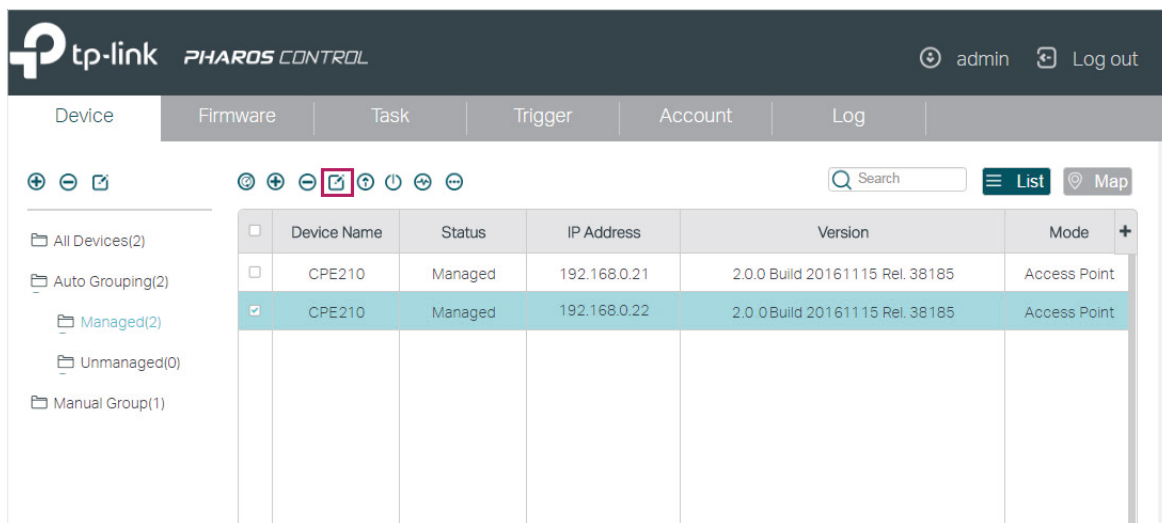 tp-link PHAROS CONTROL
admin Log out
Device Firmware Task Trigger Account Log
Search List Map
All Devices(2)
Auto Grouping(2)
Managed(2)
Unmanaged(0)
Manual Group(1)
Device Name Status IP Address Version Mode +
CPE210 Managed 192.168.0.21 2.0.0 Build 20161115 Rel. 38185 Access Point
CPE210 Managed 192.168.0.22 2.0 0Build 20161115 Rel. 38185 Access Point